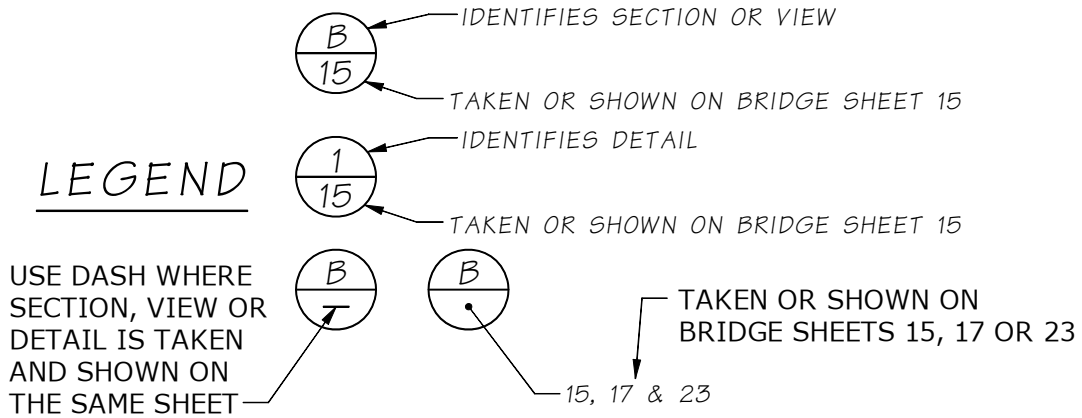 B
15
IDENTIFIES SECTION OR VIEW
TAKEN OR SHOWN ON BRIDGE SHEET 15
LEGEND
1
15
IDENTIFIES DETAIL
TAKEN OR SHOWN ON BRIDGE SHEET 15
USE DASH WHERE
SECTION, VIEW OR
DETAIL IS TAKEN
AND SHOWN ON
THE SAME SHEET
B
–
B
15, 17 & 23
TAKEN OR SHOWN ON
BRIDGE SHEETS 15, 17 OR 23